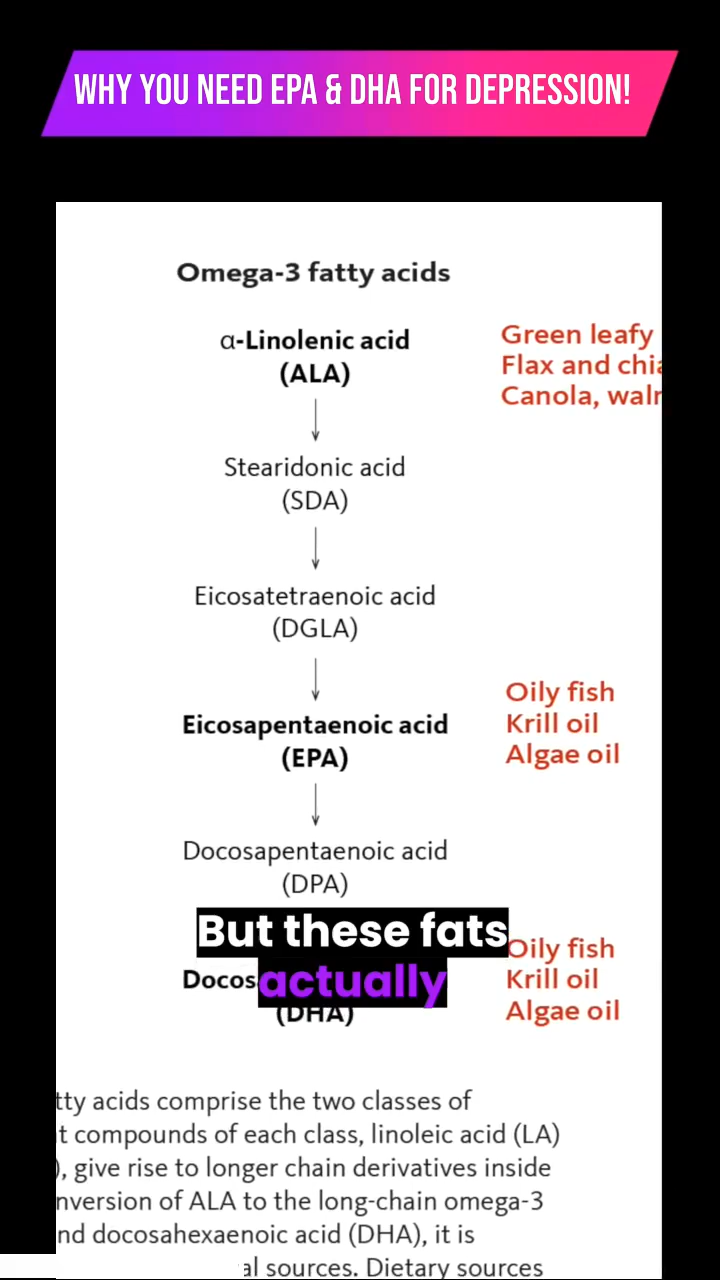 WHY YOU NEED EPA & DHA FOR DEPRESSION!
Omega-3 fatty acids
α-Linolenic acid
(ALA)
Green leafy
Flax and chia
Canola, waln
Stearidonic acid
(SDA)
Eicosatetraenoic acid
(DGLA)
Eicosapentaenoic acid
(EPA)
Oily fish
Krill oil
Algae oil
Docosapentaenoic acid
(DPA)
But these fats
actually
Docos
(DHA)
Oily fish
Krill oil
Algae oil
tty acids comprise the two classes of
t compounds of each class, linoleic acid (LA)
), give rise to longer chain derivatives inside
nversion of ALA to the long-chain omega-3
nd docosahexaenoic acid (DHA), it is
al sources. Dietary sources